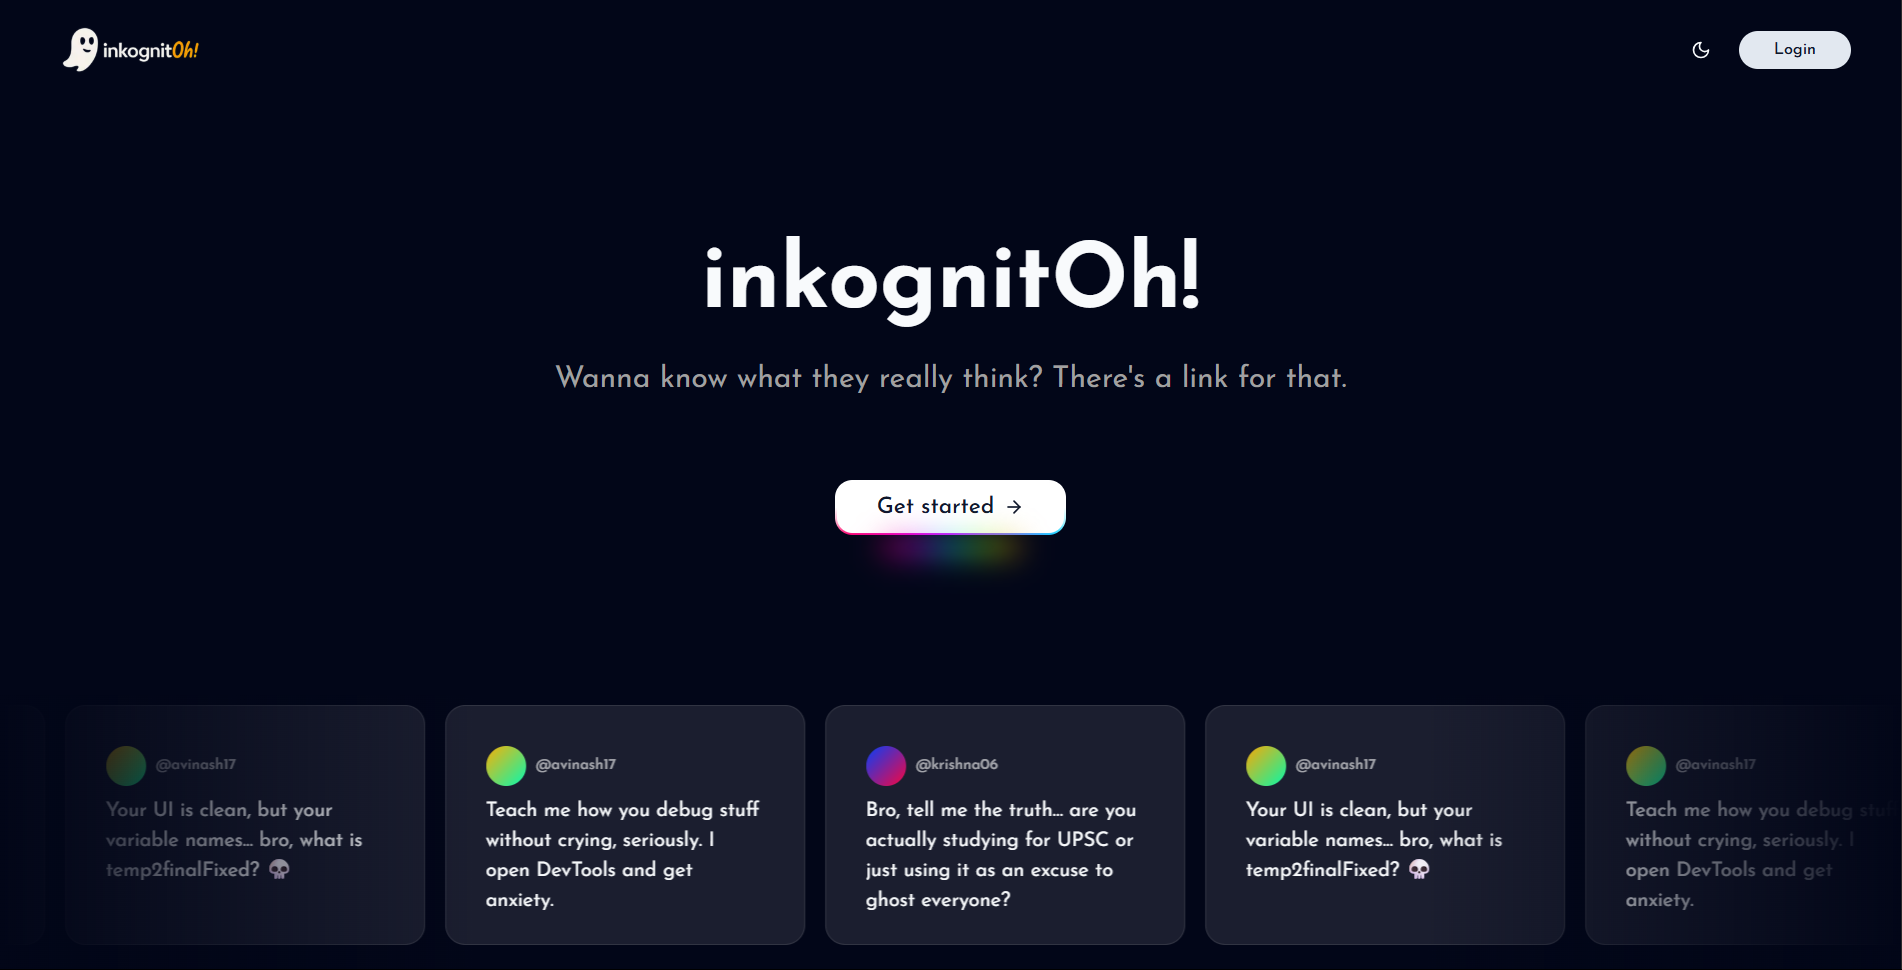 inkognitOh!
Login
inkognitOh!
Wanna know what they really think? There's a link for that.
Get started →
@avinash17
Your UI is clean, but your
variable names... bro, what is
temp2finalFixed? 💀
@avinash17
Teach me how you debug stuff
without crying, seriously. I
open DevTools and get
anxiety.
@krishna06
Bro, tell me the truth... are you
actually studying for UPSC or
just using it as an excuse to
ghost everyone?
@avinash17
Your UI is clean, but your
variable names... bro, what is
temp2finalFixed? 💀
@avinash17
Teach me how you debug stuff
without crying, seriously. I
open DevTools and get
anxiety.